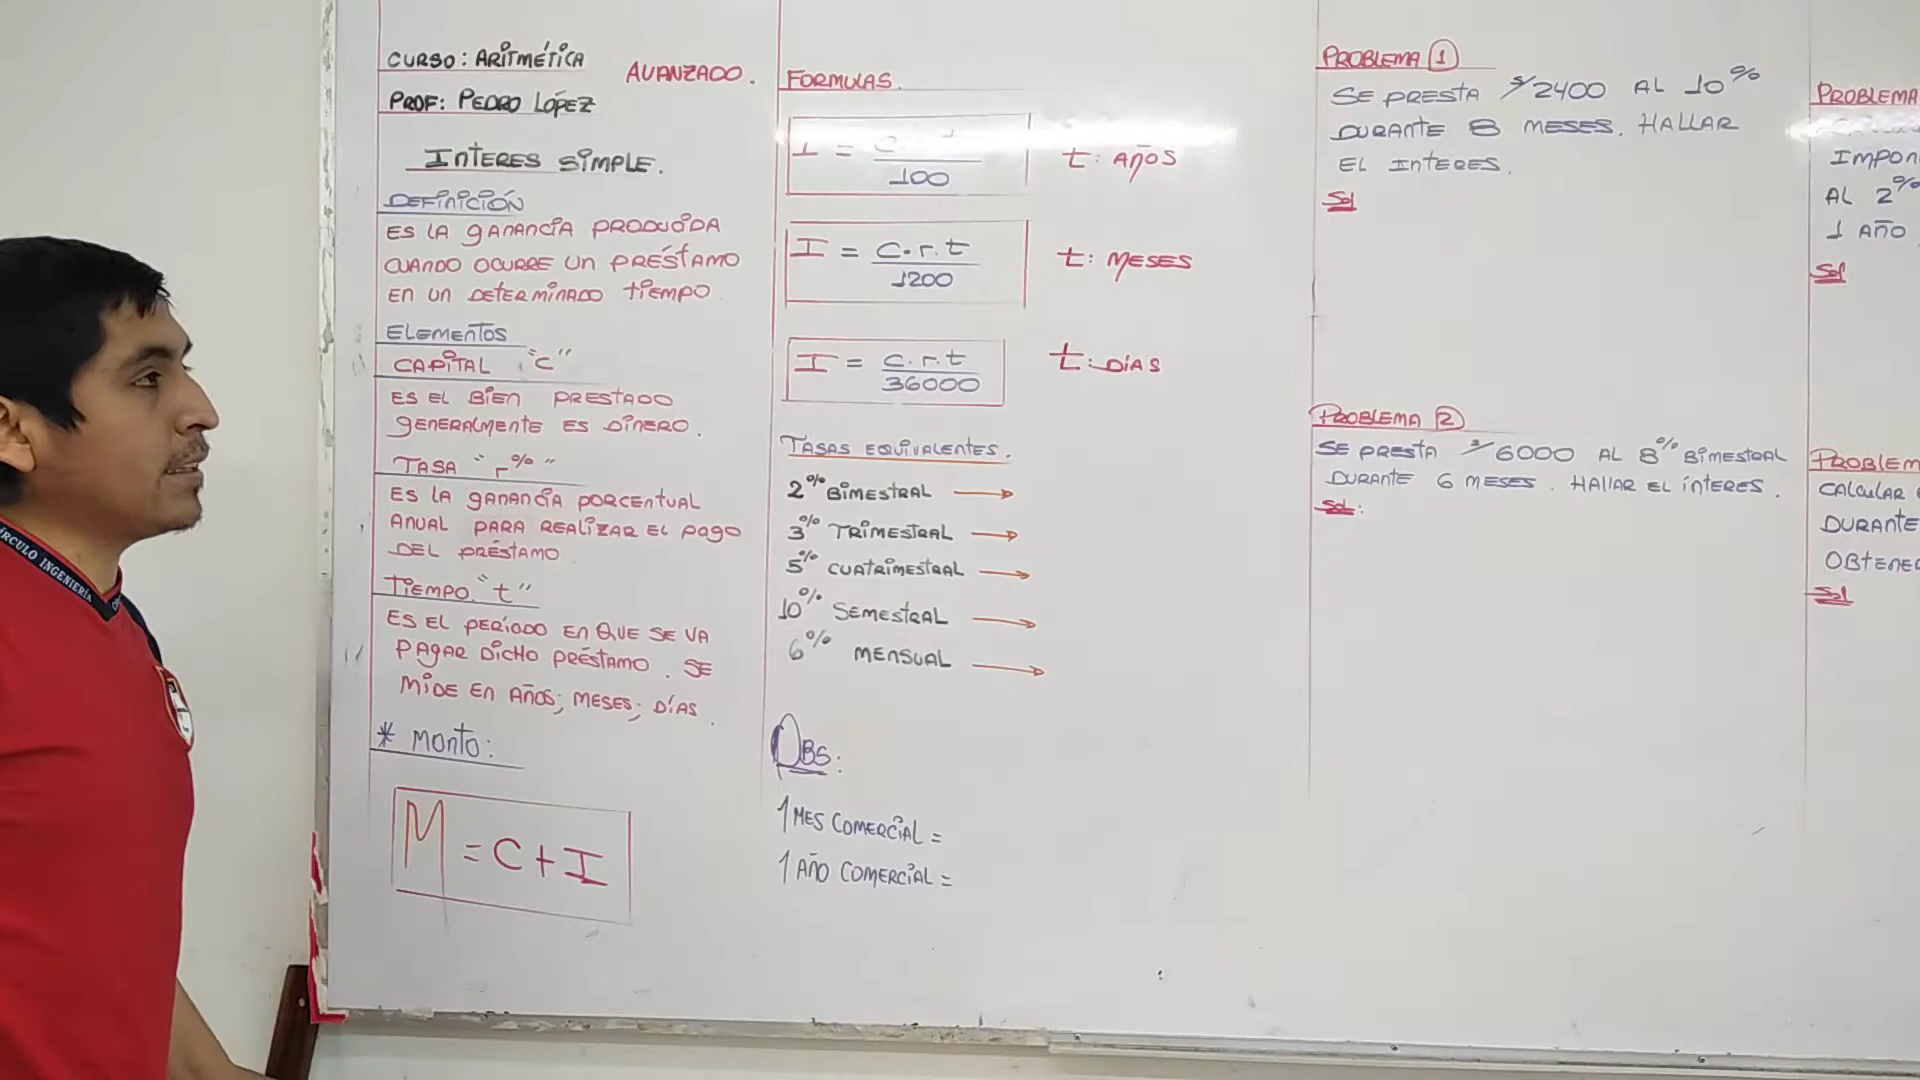 CURSO: ARITMÉTICA
AVANZADO.
PROF: PEDRO LÓPEZ
INTERES SIMPLE.
DEFINICIÓN
ES LA GANANCIA PRODUCIDA
CUANDO OCURRE UN PRÉSTAMO
EN UN DETERMINADO TIEMPO
ELEMENTOS
CAPITAL "C"
ES EL BIEN PRESTADO
GENERALMENTE ES DINERO.
TASA "r%"
ES LA GANANCIA PORCENTUAL
ANUAL PARA REALIZAR EL PAGO
DEL PRÉSTAMO
TIEMPO "t"
ES EL PERÍODO EN QUE SE VA
PAGAR DICHO PRÉSTAMO. SE
MIDE EN AÑOS; MESES; DÍAS.
* MONTO:
M = C + I
FORMULAS.
I = C. t / 100 t: AÑOS
I = C.r.t / 1200 t: MESES
I = C.r.t / 36000 t: DÍAS
TASAS EQUIVALENTES.
2% BIMESTRAL →
3% TRIMESTRAL →
5% CUATRIMESTRAL →
10% SEMESTRAL →
6% MENSUAL →
OBS:
1 MES COMERCIAL =
1 AÑO COMERCIAL =
PROBLEMA 1
SE PRESTA S/2400 AL 10%
DURANTE 8 MESES. HALLAR
EL INTERES.
Sol
PROBLEMA 2
SE PRESTA S/6000 AL 8% BIMESTRAL
DURANTE 6 MESES. HALLAR EL INTERES.
Sol:
PROBLEMA
IMPON
AL 2%
1 AÑO
Sol
PROBLEM
CALCULAR
DURANTE
OBTENE
Sol
CÍRCULO INGENIERÍA